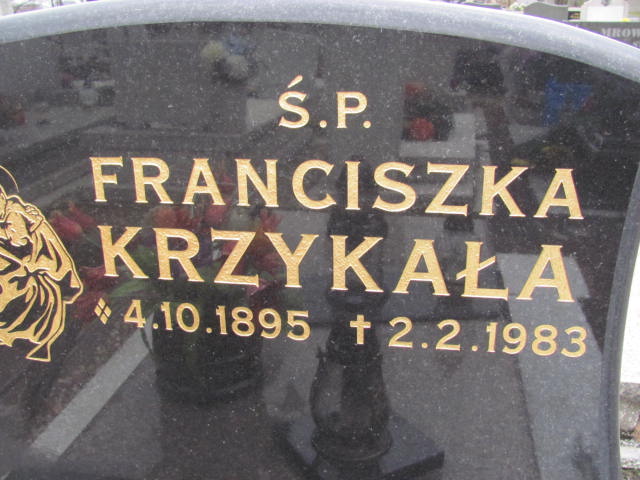 Ś.P.
FRANCISZKA
KRZYKAŁA
4.10.1895 † 2.2.1983